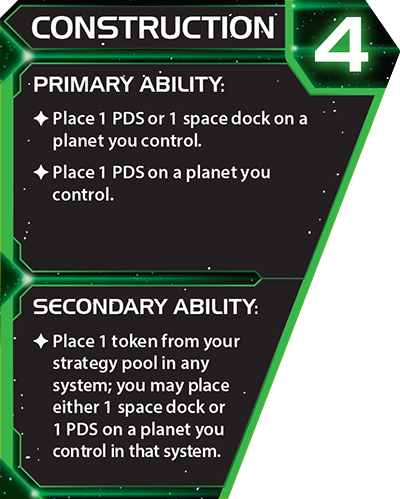 CONSTRUCTION 4
PRIMARY ABILITY:
Place 1 PDS or 1 space dock on a
planet you control.
Place 1 PDS on a planet you
control.
SECONDARY ABILITY:
Place 1 token from your
strategy pool in any
system; you may place
either 1 space dock or
1 PDS on a planet you
control in that system.